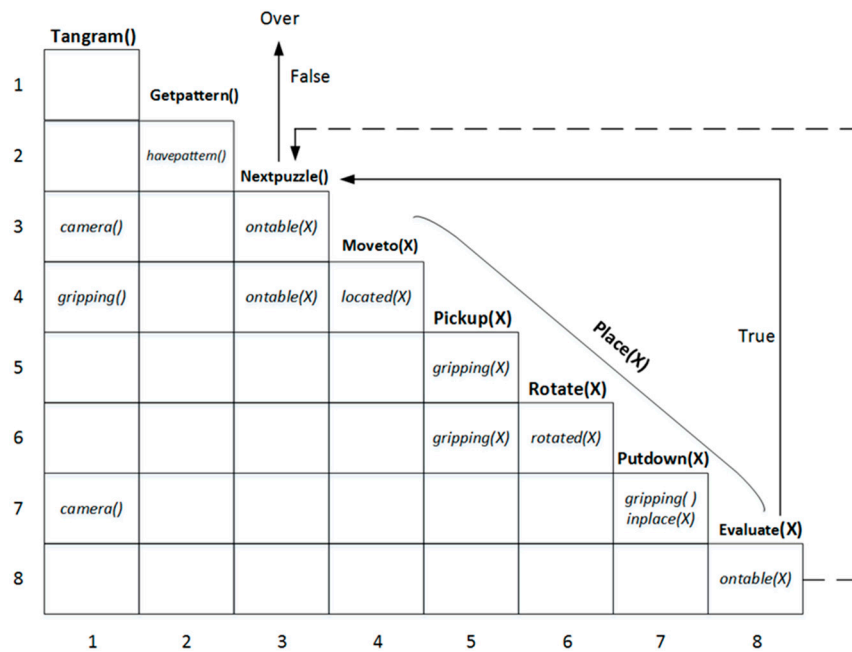 Over
Tangram()
False
1
Getpattern()
2
havepattern()
Nextpuzzle()
3
camera()
ontable(X)
Moveto(X)
4
gripping()
ontable(X)
located(X)
Pickup(X)
Place(X)
True
5
gripping(X)
Rotate(X)
6
gripping(X)
rotated(X)
Putdown(X)
7
camera()
gripping( )
inplace(X)
Evaluate(X)
8
ontable(X)
1 2 3 4 5 6 7 8